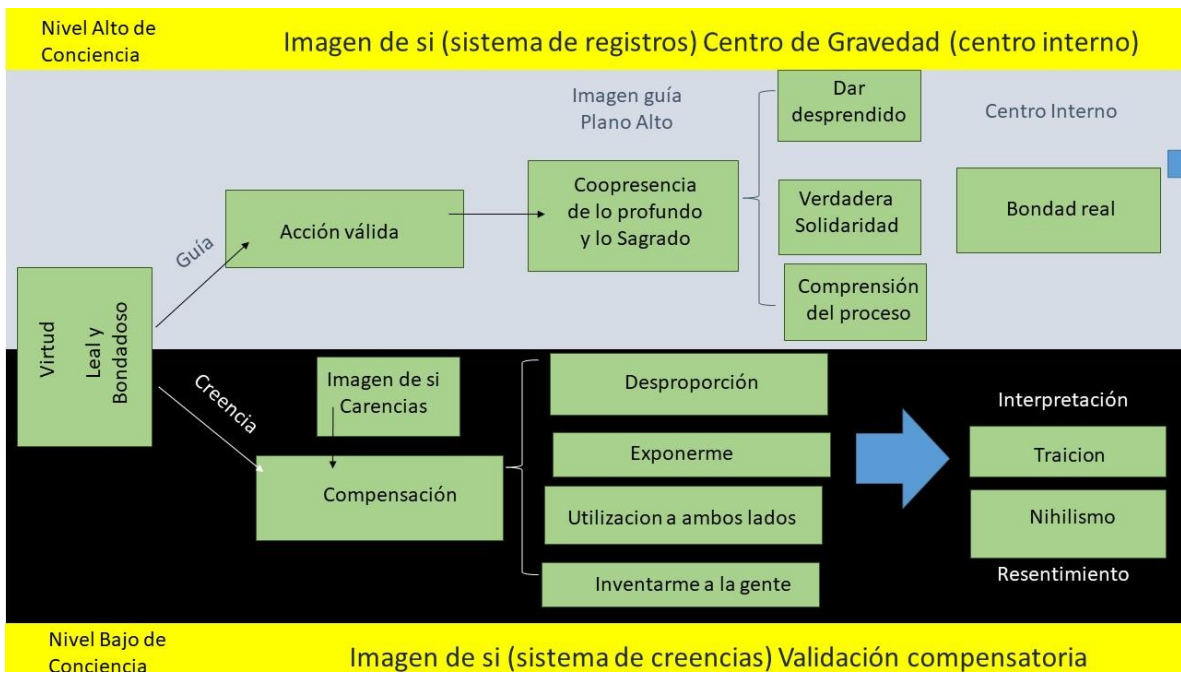 Nivel Alto de
Conciencia
Imagen de si (sistema de registros) Centro de Gravedad (centro interno)
Imagen guía
Plano Alto
Dar
desprendido
Centro Interno
Guía
Acción válida
Coopresencia
de lo profundo
y lo Sagrado
Verdadera
Solidaridad
Bondad real
Comprensión
del proceso
Virtud
Leal y
Bondadoso
Creencia
Imagen de si
Carencias
Compensación
Desproporción
Exponerme
Utilizacion a ambos lados
Inventarme a la gente
Interpretación
Traicion
Nihilismo
Resentimiento
Nivel Bajo de
Conciencia
Imagen de si (sistema de creencias) Validación compensatoria